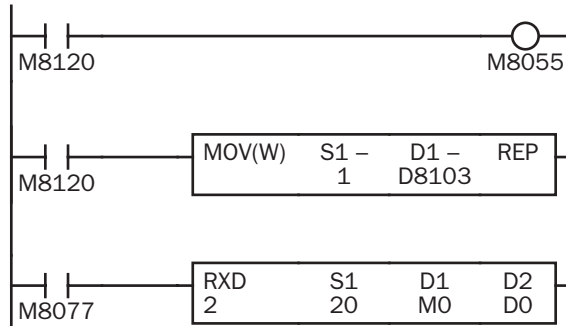 M8120
M8055
MOV(W) S1 – D1 – REP
1 D8103
M8120
RXD S1 D1 D2
2 20 M0 D0
M8077